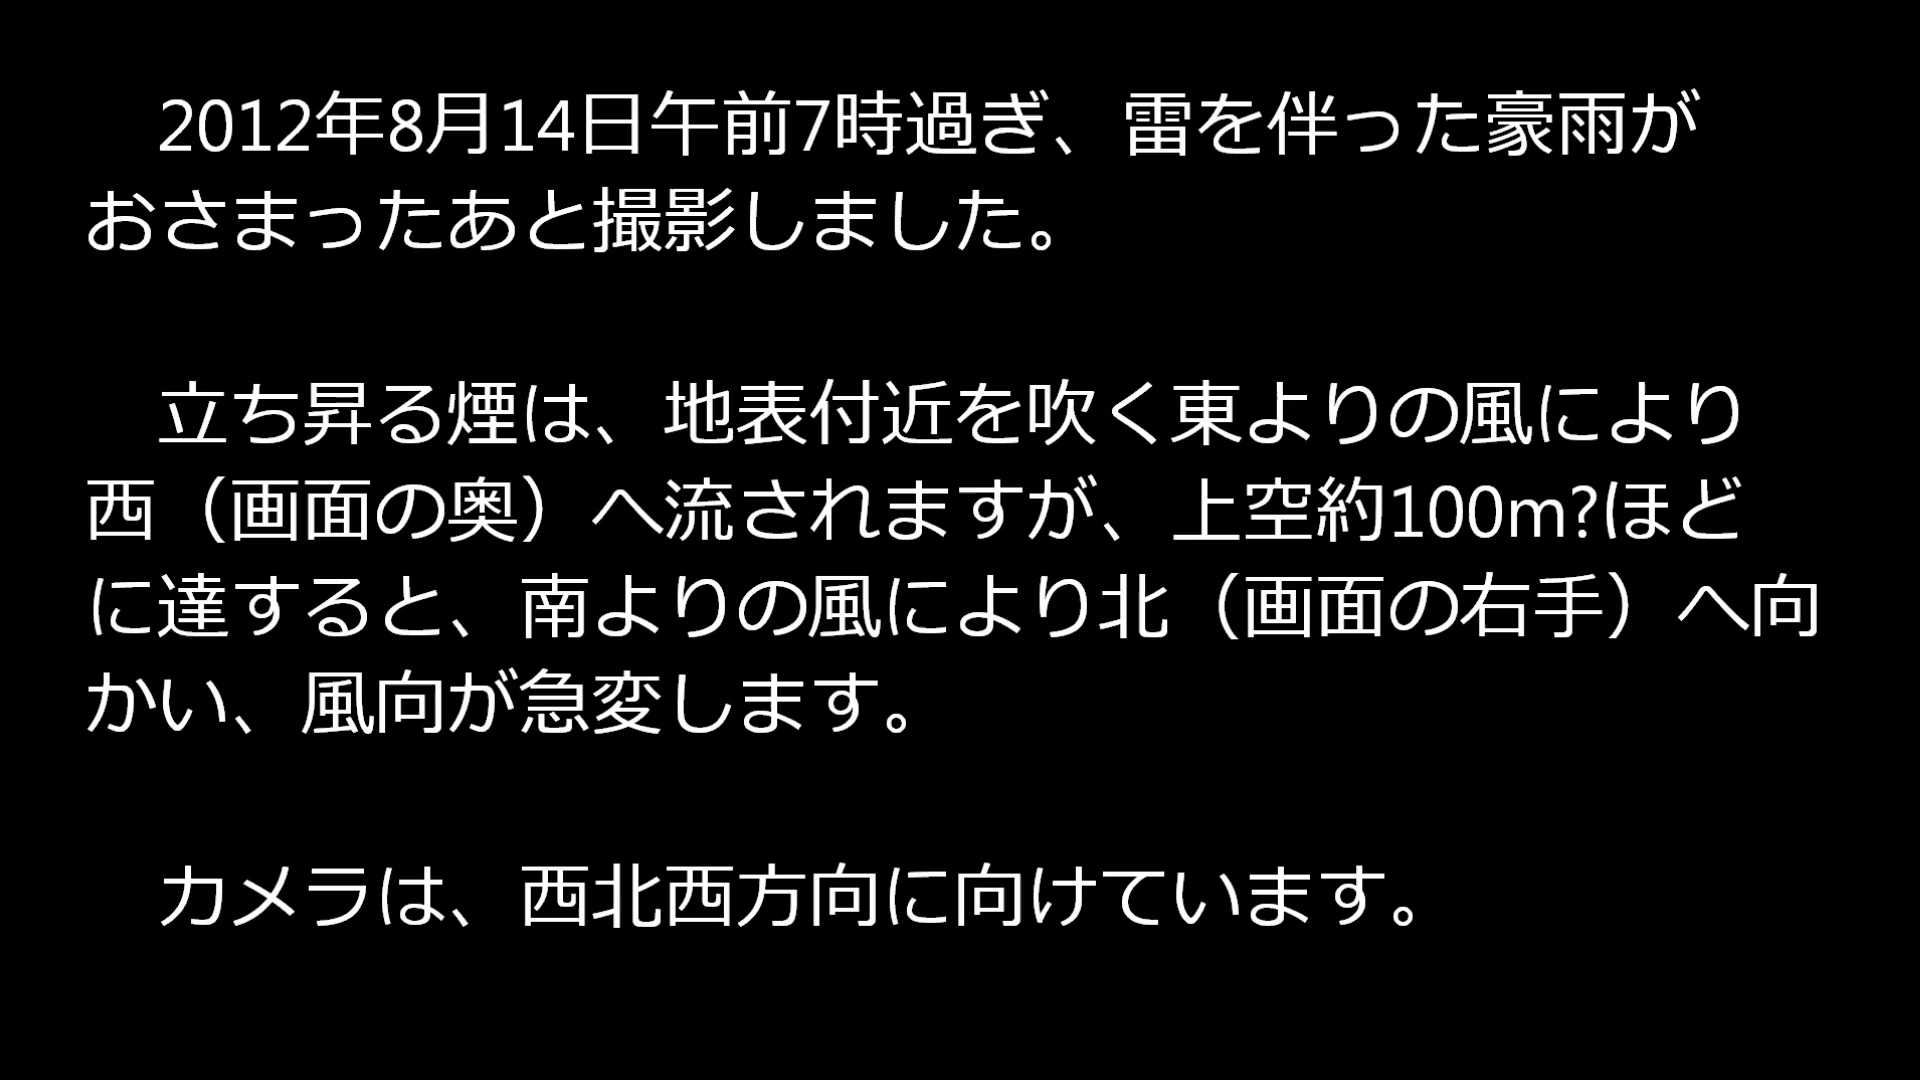 2012年8月14日午前7時過ぎ、雷を伴った豪雨が
おさまったあと撮影しました。
立ち昇る煙は、地表付近を吹く東よりの風により
西（画面の奥）へ流されますが、上空約100m?ほど
に達すると、南よりの風により北（画面の右手）へ向
かい、風向が急変します。
カメラは、西北西方向に向けています。